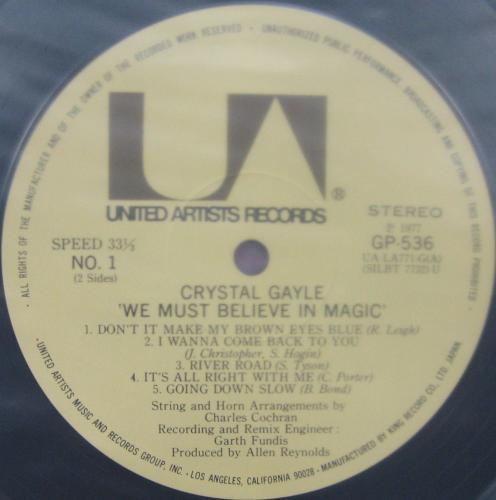 · ALL RIGHTS OF THE MANUFACTURER AND OF THE OWNER OF THE RECORDED WORK RESERVED · UNAUTHORIZED PUBLIC PERFORMANCE, BROADCASTING AND COPYING OF THIS RECORD PROHIBITED ·
UA
UNITED ARTISTS RECORDS ®
STEREO
SPEED 33⅓
NO. 1
(2 Sides)
Ⓟ 1977
GP-536
UA-LA771-G(A)
(SILBT 7732)-U
CRYSTAL GAYLE
'WE MUST BELIEVE IN MAGIC'
1. DON'T IT MAKE MY BROWN EYES BLUE (R. Leigh)
2. I WANNA COME BACK TO YOU
(J. Christopher, S. Hogin)
3. RIVER ROAD (S. Tyson)
4. IT'S ALL RIGHT WITH ME (C. Porter)
5. GOING DOWN SLOW (B. Bond)
String and Horn Arrangements by
Charles Cochran
Recording and Remix Engineer:
Garth Fundis
Produced by Allen Reynolds
·UNITED ARTISTS MUSIC AND RECORDS GROUP, INC. · LOS ANGELES, CALIFORNIA 90028 · MANUFACTURED BY KING RECORD CO., LTD. JAPAN.